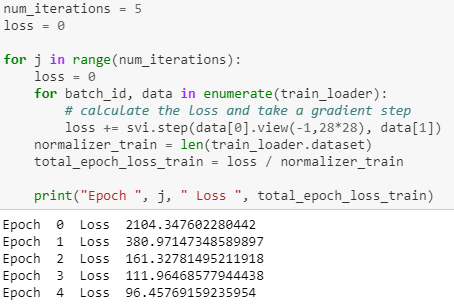 num_iterations = 5
loss = 0
for j in range(num_iterations):
    loss = 0
    for batch_id, data in enumerate(train_loader):
        # calculate the loss and take a gradient step
        loss += svi.step(data[0].view(-1,28*28), data[1])
    normalizer_train = len(train_loader.dataset)
    total_epoch_loss_train = loss / normalizer_train
    print("Epoch ", j, " Loss ", total_epoch_loss_train)
Epoch  0  Loss  2104.347602280442
Epoch  1  Loss  380.97147348589897
Epoch  2  Loss  161.32781495211918
Epoch  3  Loss  111.96468577944438
Epoch  4  Loss  96.45769159235954